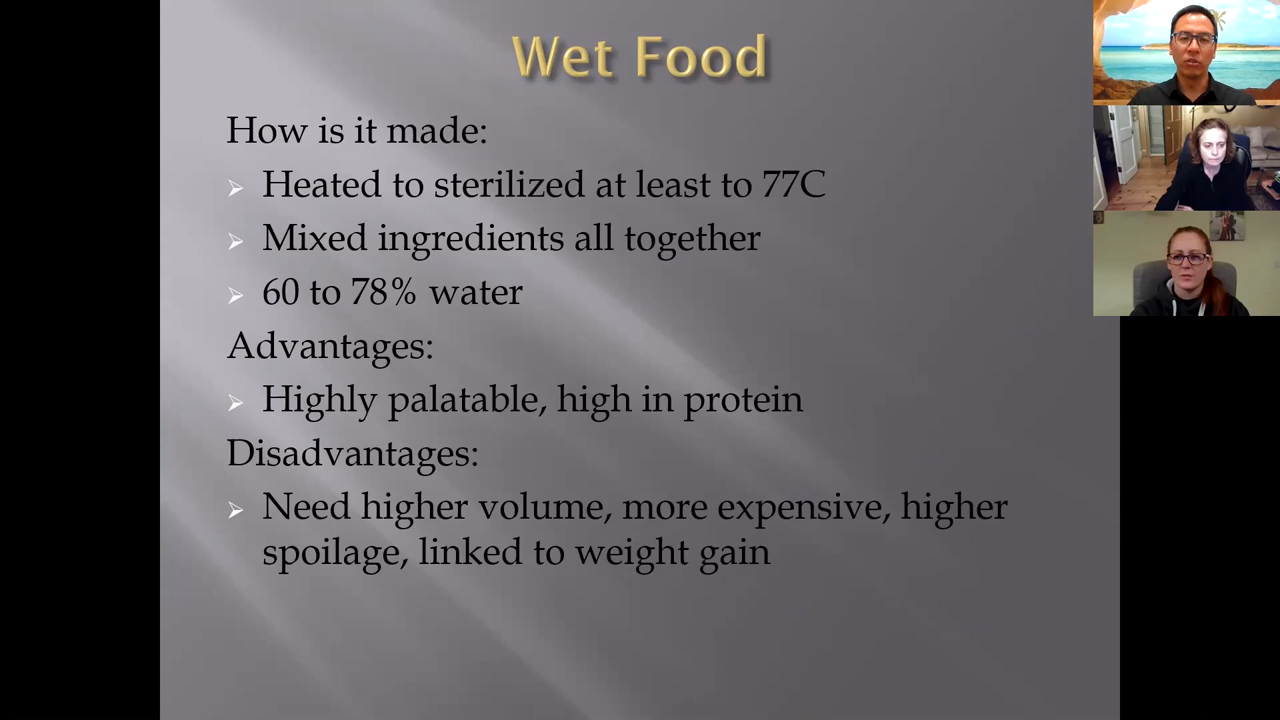 Wet Food
How is it made:
Heated to sterilized at least to 77C
Mixed ingredients all together
60 to 78% water
Advantages:
Highly palatable, high in protein
Disadvantages:
Need higher volume, more expensive, higher
spoilage, linked to weight gain